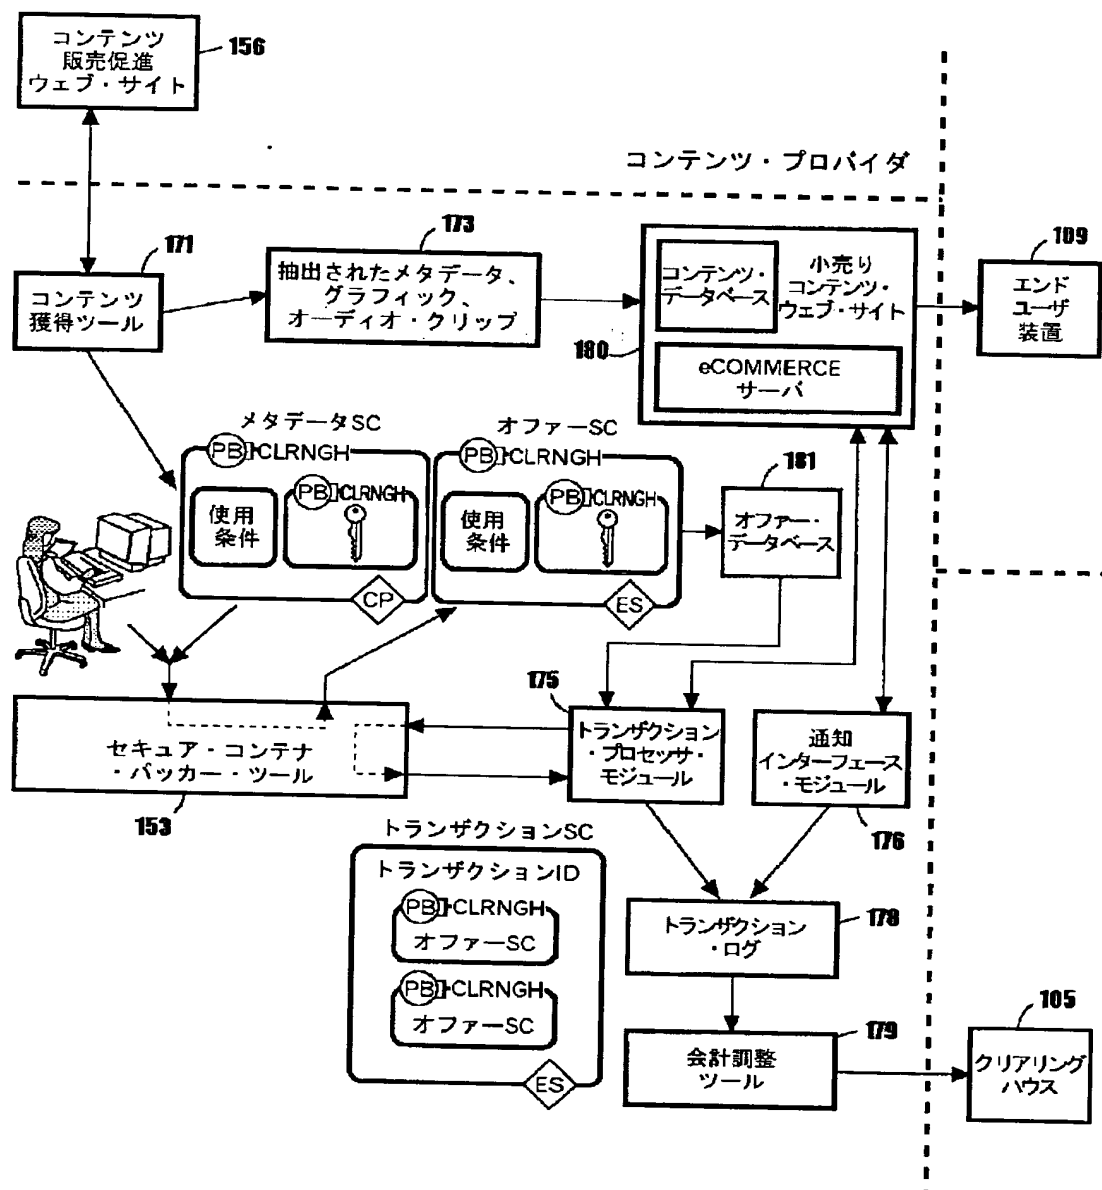 コンテンツ
販売促進
ウェブ・サイト
156
コンテンツ・プロバイダ
171
コンテンツ
獲得ツール
173
抽出されたメタデータ、
グラフィック、
オーディオ・クリップ
コンテンツ・
データベース
小売り
コンテンツ・
ウェブ・サイト
180
eCOMMERCE
サーバ
109
エンド
ユーザ
装置
メタデータSC
PB CLRNGH
使用
条件
PB CLRNGH
CP
オファーSC
PB CLRNGH
使用
条件
PB CLRNGH
ES
181
オファー・
データベース
セキュア・コンテナ
・パッカー・ツール
153
175
トランザクション
・プロセッサ・
モジュール
通知
インターフェース
・モジュール
176
トランザクションSC
トランザクションID
PB CLRNGH
オファーSC
PB CLRNGH
オファーSC
ES
トランザクション
・ログ
178
会計調整
ツール
179
105
クリアリング
ハウス